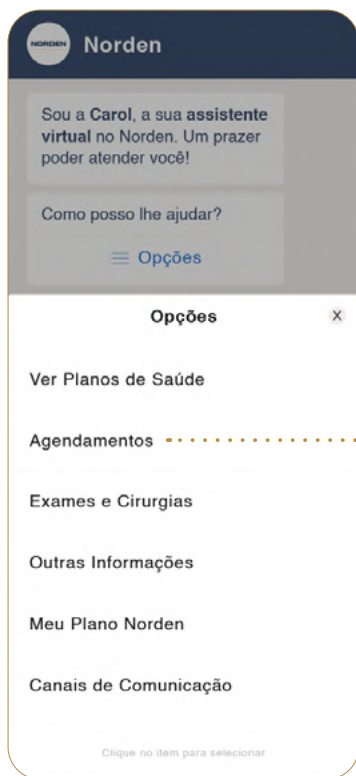 NORDEN
Norden
Sou a Carol, a sua assistente
virtual no Norden. Um prazer
poder atender você!
Como posso lhe ajudar?
Opções
Opções X
Ver Planos de Saúde
Agendamentos
Exames e Cirurgias
Outras Informações
Meu Plano Norden
Canais de Comunicação
Clique no item para selecionar